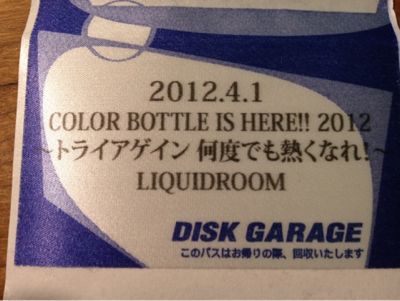 2012.4.1
COLOR BOTTLE IS HERE!! 2012
~トライアゲイン 何度でも熱くなれ!~
LIQUIDROOM
DISK GARAGE
このパスはお帰りの際、回収いたします